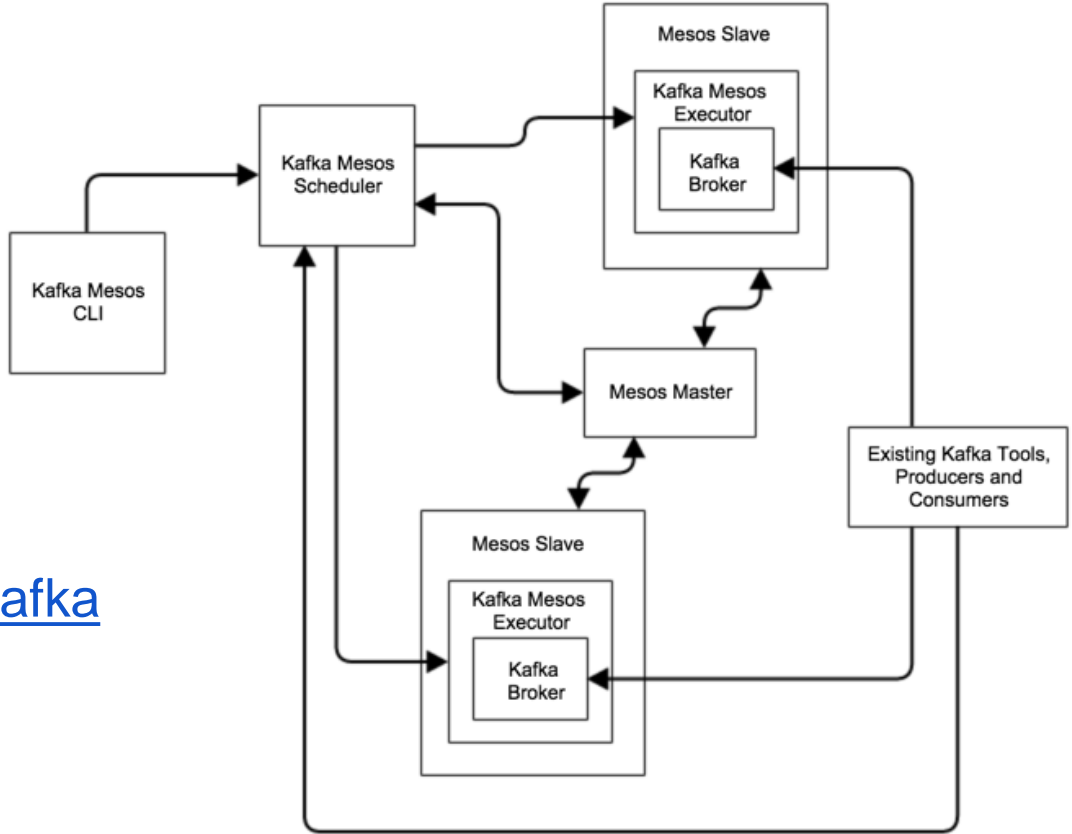 Mesos Slave
Kafka Mesos
Executor
Kafka
Broker
Kafka Mesos
Scheduler
Kafka Mesos
CLI
Mesos Master
Existing Kafka Tools,
Producers and
Consumers
Mesos Slave
Kafka Mesos
Executor
Kafka
Broker
afka